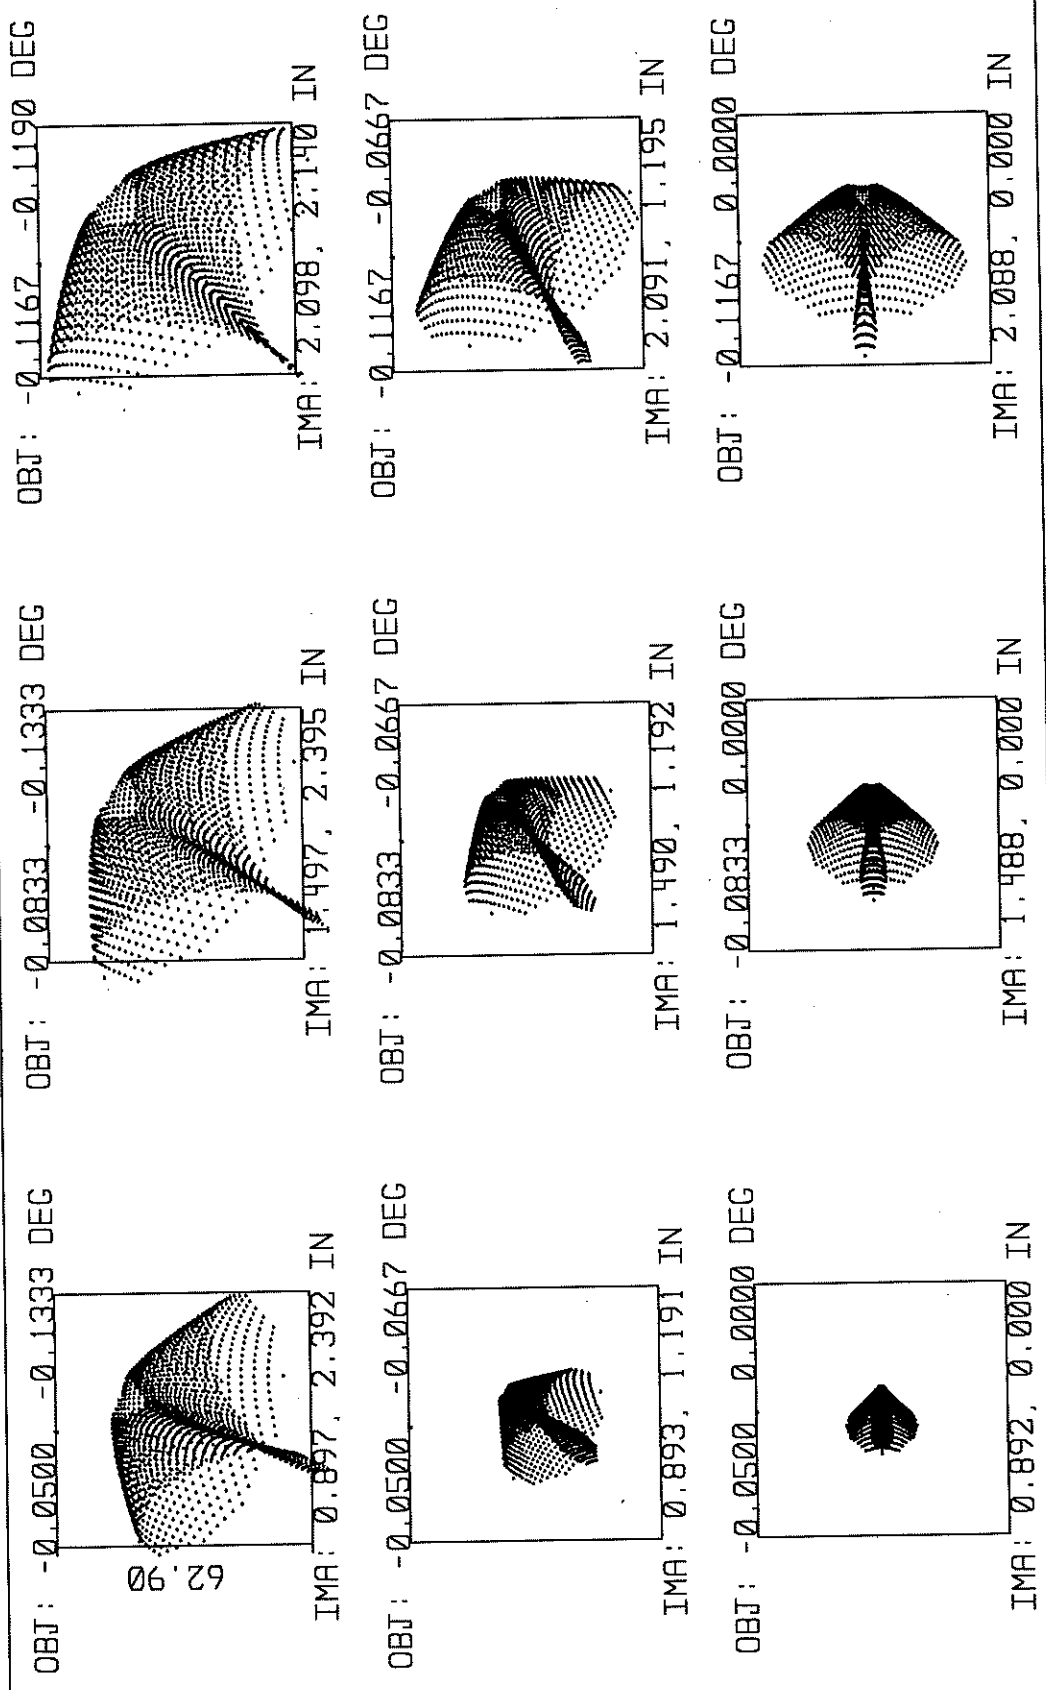 OBJ: -0.0500, -0.1333 DEG
OBJ: -0.0833, -0.1333 DEG
OBJ: -0.1167, -0.1190 DEG
62.90
IMA: 0.897, 2.392 IN
IMA: 1.497, 2.395 IN
IMA: 2.098, 2.140 IN
OBJ: -0.0500, -0.0667 DEG
OBJ: -0.0833, -0.0667 DEG
OBJ: -0.1167, -0.0667 DEG
IMA: 0.893, 1.191 IN
IMA: 1.490, 1.192 IN
IMA: 2.091, 1.195 IN
OBJ: -0.0500, 0.0000 DEG
OBJ: -0.0833, 0.0000 DEG
OBJ: -0.1167, 0.0000 DEG
IMA: 0.892, 0.000 IN
IMA: 1.488, 0.000 IN
IMA: 2.088, 0.000 IN